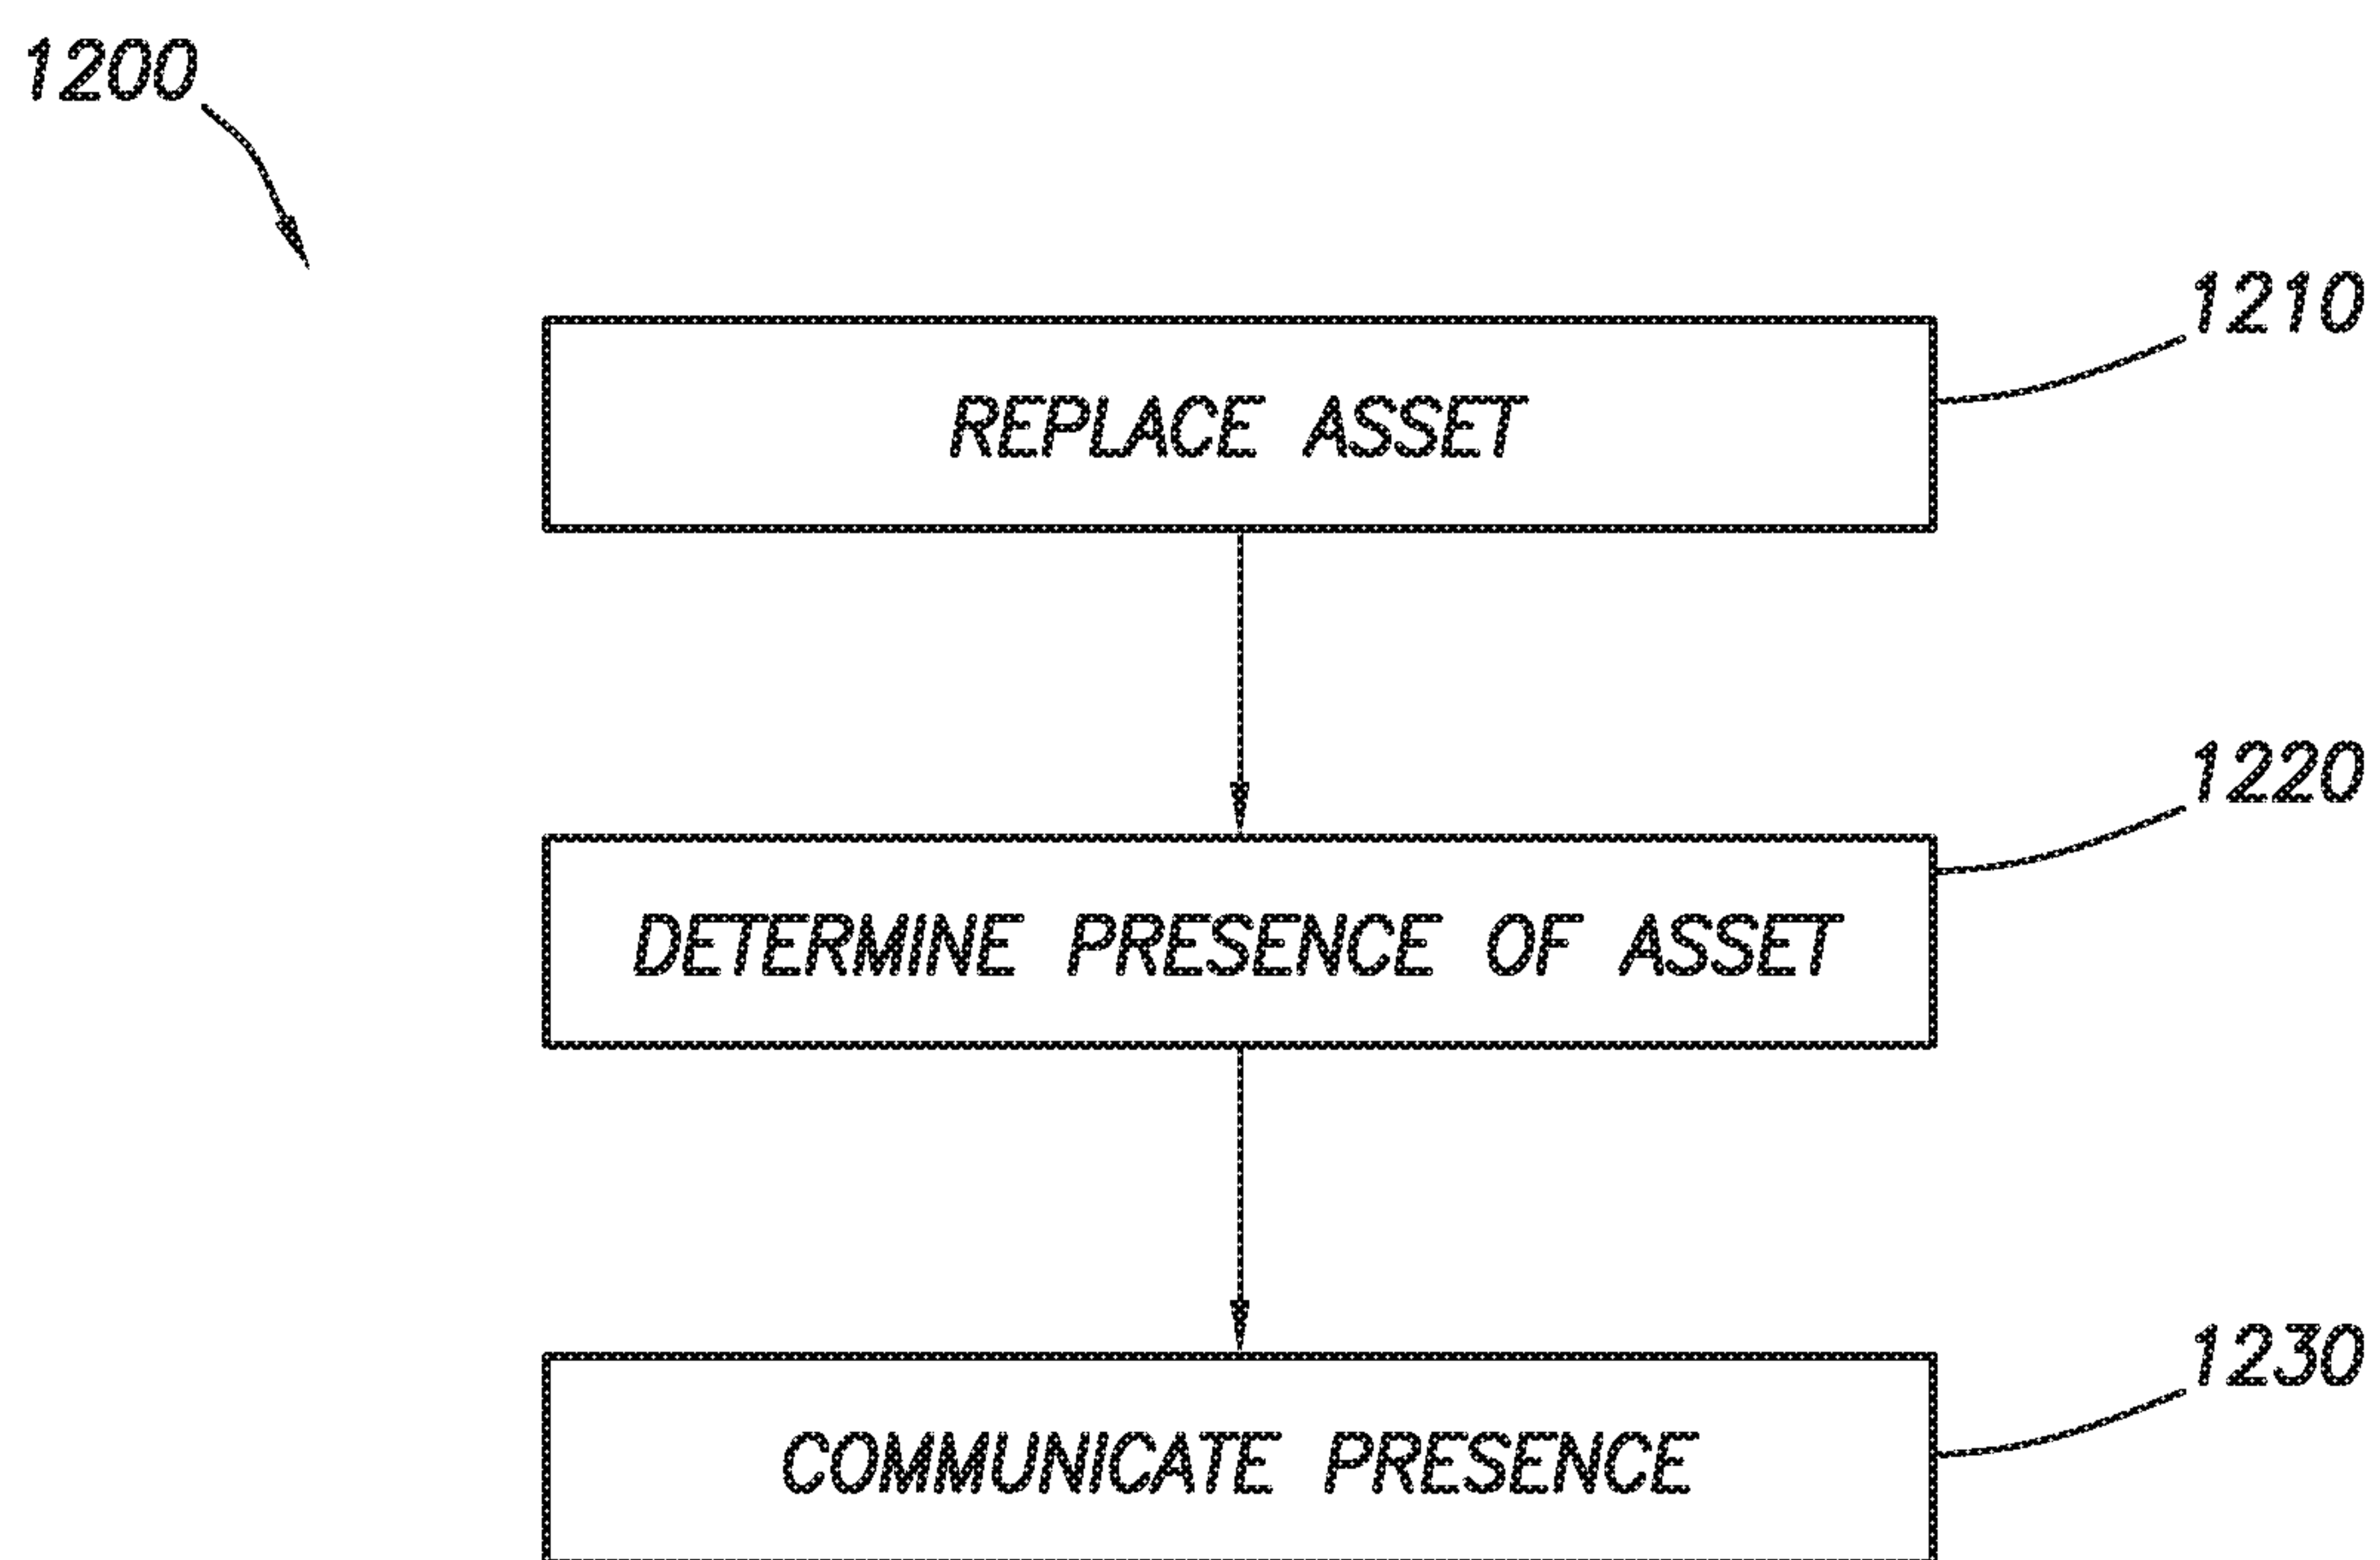 1200
1210
REPLACE ASSET
1220
DETERMINE PRESENCE OF ASSET
1230
COMMUNICATE PRESENCE